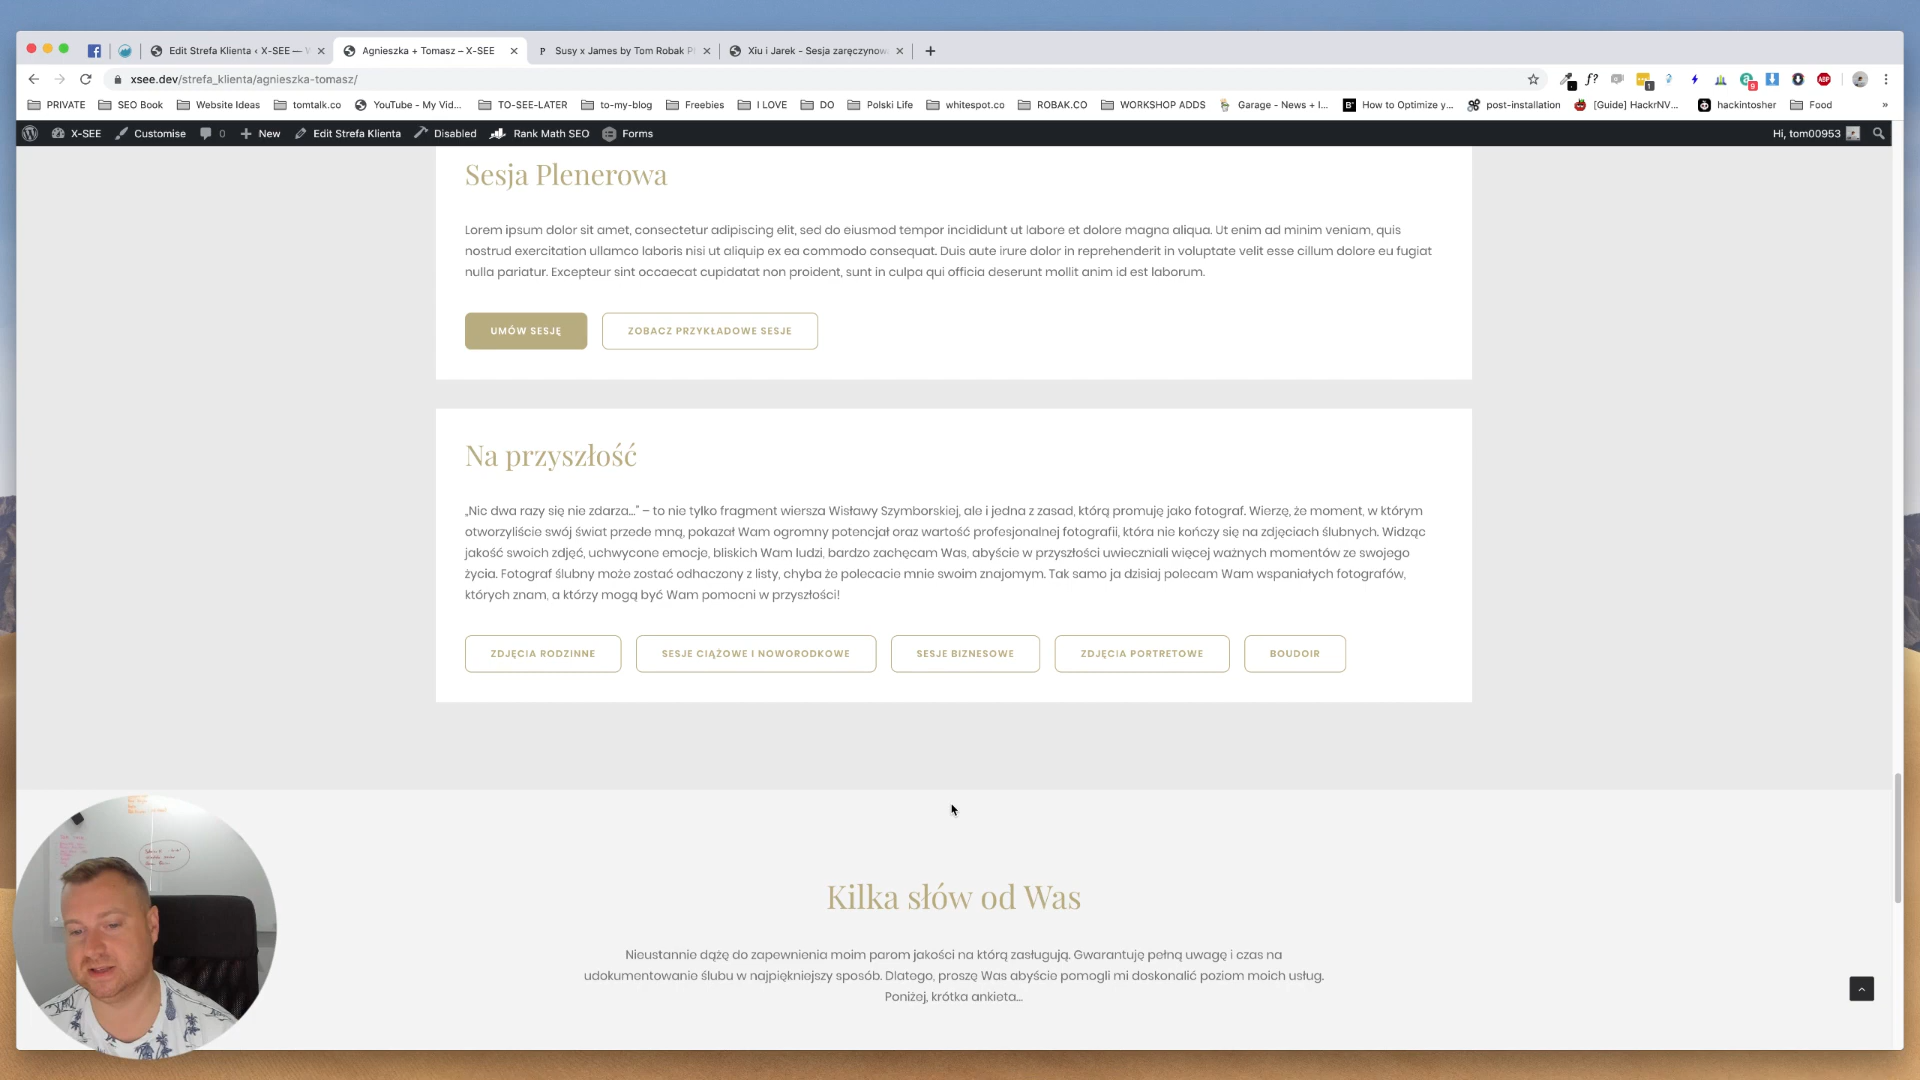 Edit Strefa Klienta ‹ X-SEE —
Agnieszka + Tomasz – X-SEE
Susy x James by Tom Robak
Xiu i Jarek - Sesja zaręczynow
xsee.dev/strefa_klienta/agnieszka-tomasz/
PRIVATE SEO Book Website Ideas tomtalk.co YouTube - My Vid... TO-SEE-LATER to-my-blog Freebies I LOVE DO Polski Life whitespot.co ROBAK.CO WORKSHOP ADDS Garage - News + I... How to Optimize y... post-installation [Guide] HackrNV... hackintosher Food »
X-SEE Customise 0 New Edit Strefa Klienta Disabled Rank Math SEO Forms Hi, tom00953
Sesja Plenerowa
Lorem ipsum dolor sit amet, consectetur adipiscing elit, sed do eiusmod tempor incididunt ut labore et dolore magna aliqua. Ut enim ad minim veniam, quis
nostrud exercitation ullamco laboris nisi ut aliquip ex ea commodo consequat. Duis aute irure dolor in reprehenderit in voluptate velit esse cillum dolore eu fugiat
nulla pariatur. Excepteur sint occaecat cupidatat non proident, sunt in culpa qui officia deserunt mollit anim id est laborum.
UMÓW SESJĘ ZOBACZ PRZYKŁADOWE SESJE
Na przyszłość
„Nic dwa razy się nie zdarza...” – to nie tylko fragment wiersza Wisławy Szymborskiej, ale i jedna z zasad, którą promuję jako fotograf. Wierzę, że moment, w którym
otworzyliście swój świat przede mną, pokazał Wam ogromny potencjał oraz wartość profesjonalnej fotografii, która nie kończy się na zdjęciach ślubnych. Widząc
jakość swoich zdjęć, uchwycone emocje, bliskich Wam ludzi, bardzo zachęcam Was, abyście w przyszłości uwieczniali więcej ważnych momentów ze swojego
życia. Fotograf ślubny może zostać odhaczony z listy, chyba że polecacie mnie swoim znajomym. Tak samo ja dzisiaj polecam Wam wspaniałych fotografów,
których znam, a którzy mogą być Wam pomocni w przyszłości!
ZDJĘCIA RODZINNE SESJE CIĄŻOWE I NOWORODKOWE SESJE BIZNESOWE ZDJĘCIA PORTRETOWE BOUDOIR
Kilka słów od Was
Nieustannie dążę do zapewnienia moim parom jakości na którą zasługują. Gwarantuję pełną uwagę i czas na
udokumentowanie ślubu w najpiękniejszy sposób. Dlatego, proszę Was abyście pomogli mi doskonalić poziom moich usług.
Poniżej, krótka ankieta...